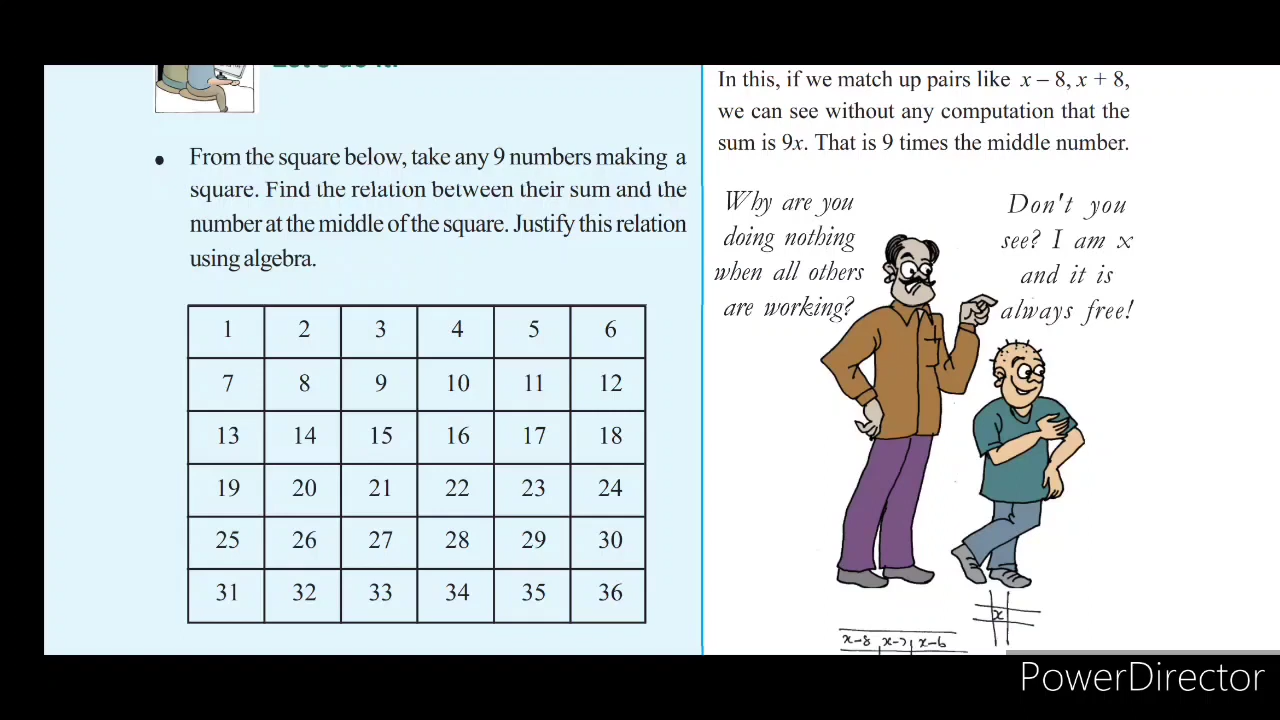 Let's do it!
• From the square below, take any 9 numbers making a
square. Find the relation between their sum and the
number at the middle of the square. Justify this relation
using algebra.
1 2 3 4 5 6
7 8 9 10 11 12
13 14 15 16 17 18
19 20 21 22 23 24
25 26 27 28 29 30
31 32 33 34 35 36
In this, if we match up pairs like x – 8, x + 8,
we can see without any computation that the
sum is 9x. That is 9 times the middle number.
Why are you
doing nothing
when all others
are working?
Don't you
see? I am x
and it is
always free!
x
x-8 x-7 x-6
PowerDirector